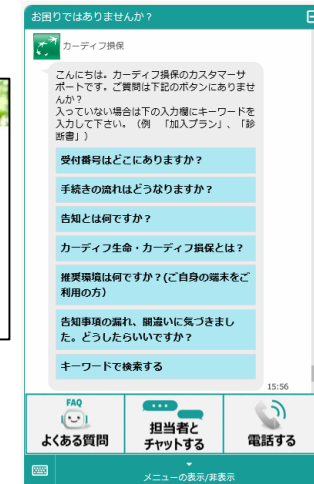 お困りではありませんか？
カーディフ損保
こんにちは。カーディフ損保のカスタマーサ
ポートです。ご質問は下記のボタンにありませ
んか？
入っていない場合は下の入力欄にキーワードを
入力して下さい。（例　「加入プラン」、「診
断書」）
受付番号はどこにありますか？
手続きの流れはどうなりますか？
告知とは何ですか？
カーディフ生命・カーディフ損保とは？
推奨環境は何ですか？(ご自身の端末をご
利用の方）
告知事項の漏れ、間違いに気づきまし
た。どうしたらいいですか？
キーワードで検索する
15:56
FAQ
よくある質問
担当者と
チャットする
電話する
メニューの表示/非表示